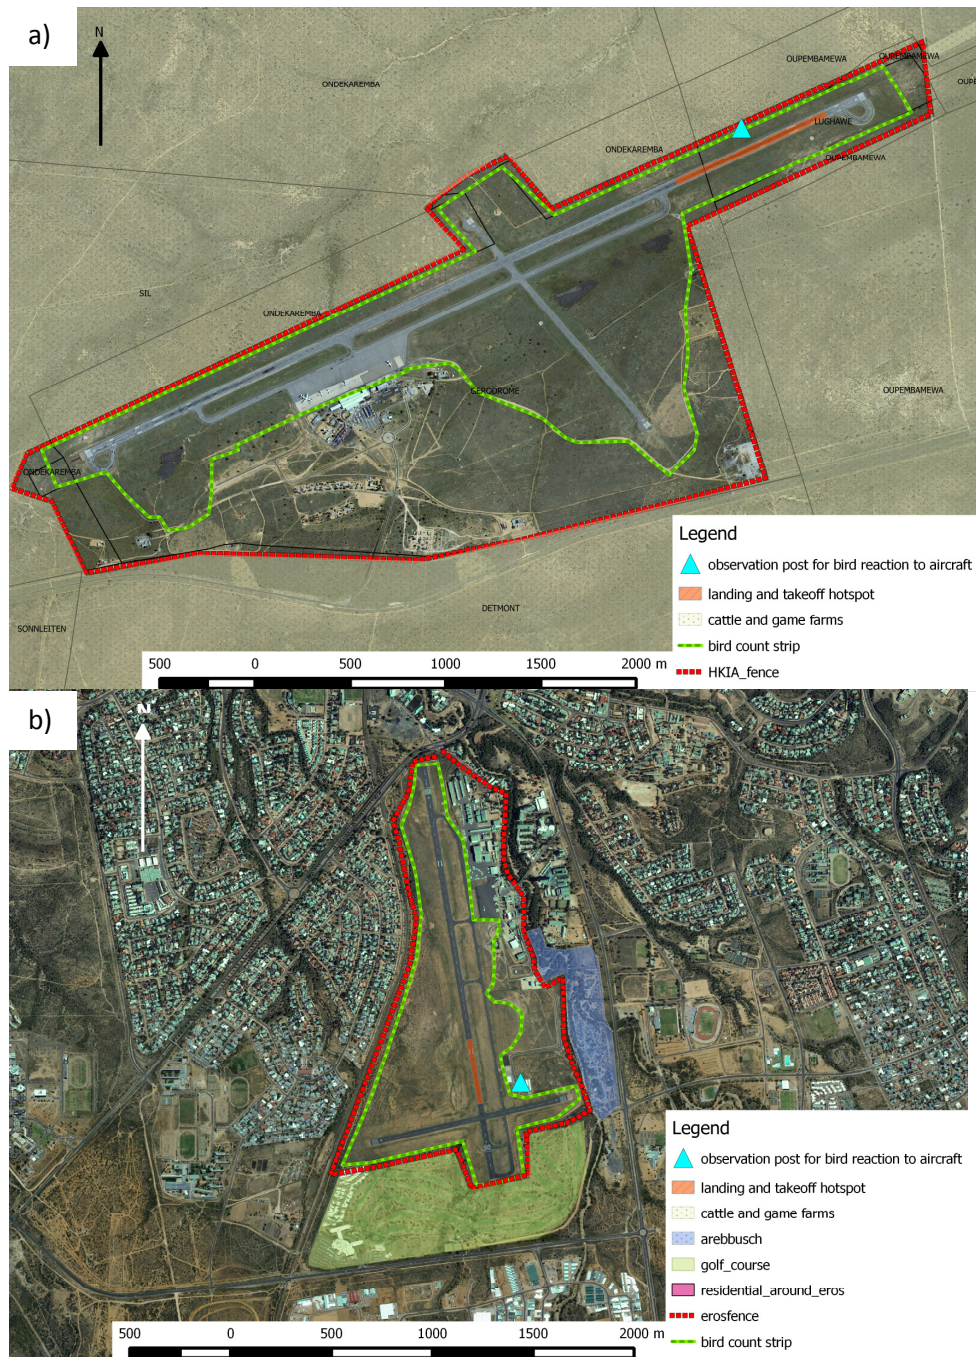 a)
N
OUPEMBAMEWA
OUPEMBAMEWA
ONDEKAREMBA
OUPE
LUGHAWE
ONDEKAREMBA
OUPEMBAMEWA
SIL
ONDEKAREMBA
AERODROME
OUPEMBAMEWA
ONDEKAREMBA
DETMONT
SONNLEITEN
Legend
observation post for bird reaction to aircraft
landing and takeoff hotspot
cattle and game farms
bird count strip
HKIA_fence
500 0 500 1000 1500 2000 m
b)
N
Legend
observation post for bird reaction to aircraft
landing and takeoff hotspot
cattle and game farms
arebbusch
golf_course
residential_around_eros
erosfence
bird count strip
500 0 500 1000 1500 2000 m